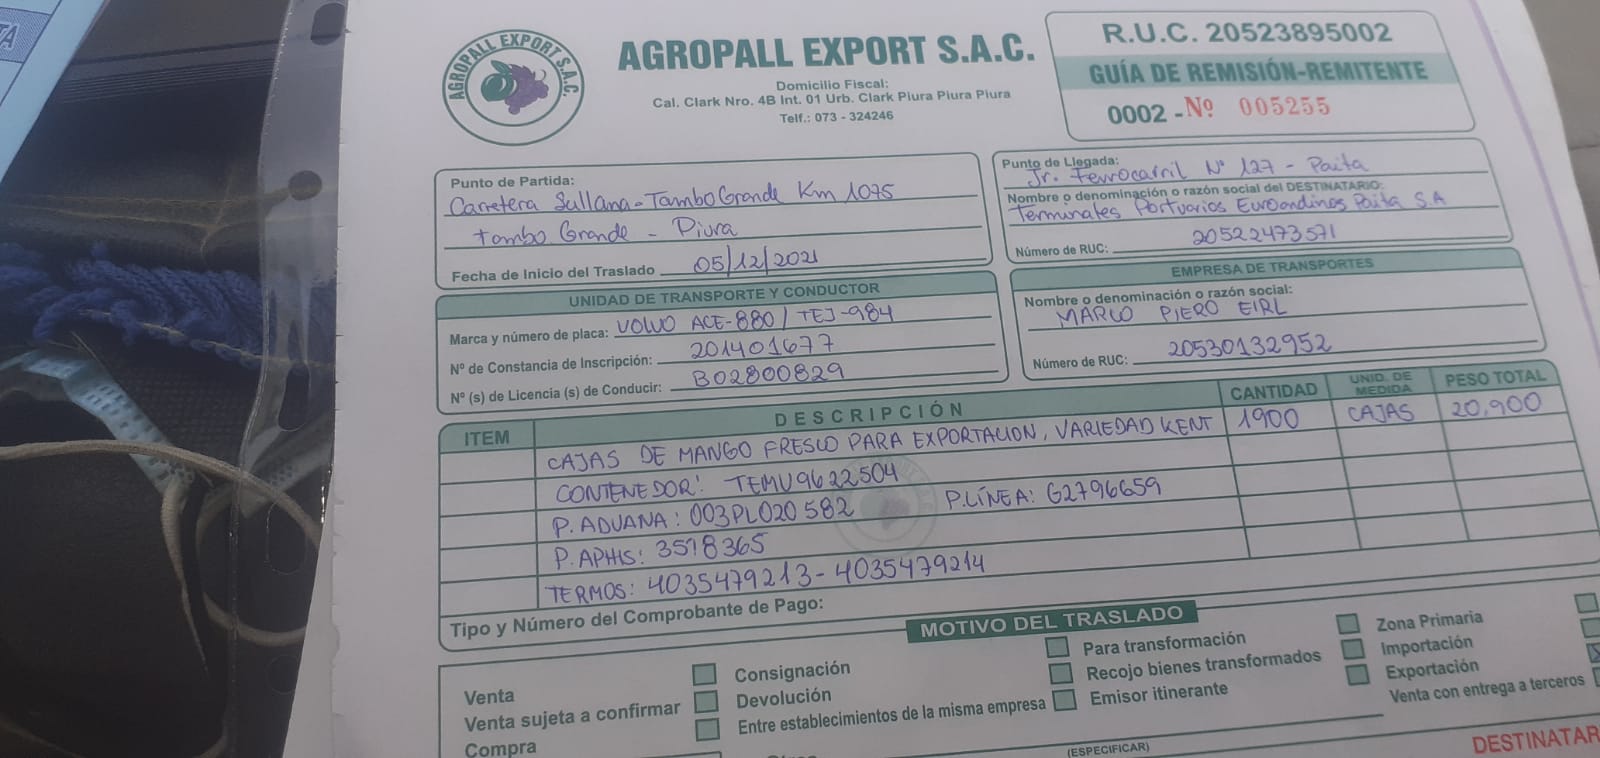 TA
AGROPALL EXPORT S.A.C.
AGROPALL EXPORT S.A.C.
Domicilio Fiscal:
Cal. Clark Nro. 4B Int. 01 Urb. Clark Piura Piura Piura
Telf.: 073 - 324246
R.U.C. 20523895002
GUÍA DE REMISIÓN-REMITENTE
0002 - Nº 005255
Punto de Partida:
Carretera Sullana - TamboGrande Km 1075
Tambo Grande - Piura
Fecha de Inicio del Traslado 05/12/2021
Punto de Llegada:
Jr. Ferrocarril Nº 127 - Paita
Nombre o denominación o razón social del DESTINATARIO:
Terminales Portuarios Euroandinos Paita S.A
Número de RUC: 20522473571
UNIDAD DE TRANSPORTE Y CONDUCTOR
Marca y número de placa: VOLVO ACE-880 / TEJ-984
Nº de Constancia de Inscripción: 201401677
Nº (s) de Licencia (s) de Conducir: B02800829
EMPRESA DE TRANSPORTES
Nombre o denominación o razón social:
MARCO PIERO EIRL
Número de RUC: 20530132952
ITEM DESCRIPCIÓN CANTIDAD UNID. DE MEDIDA PESO TOTAL
CAJAS DE MANGO FRESCO PARA EXPORTACION, VARIEDAD KENT 1900 CAJAS 20,900
CONTENEDOR: TEMU9622504
P. ADUANA: 003PL020582 P.LÍNEA: G2796659
P. APHIS: 3578365
TERMOS: 4035479213 - 4035479214
Tipo y Número del Comprobante de Pago:
MOTIVO DEL TRASLADO
Venta
Venta sujeta a confirmar
Compra
Consignación
Devolución
Entre establecimientos de la misma empresa
Para transformación
Recojo bienes transformados
Emisor itinerante
Zona Primaria
Importación
Exportación
Venta con entrega a terceros
(ESPECIFICAR)
DESTINATAR